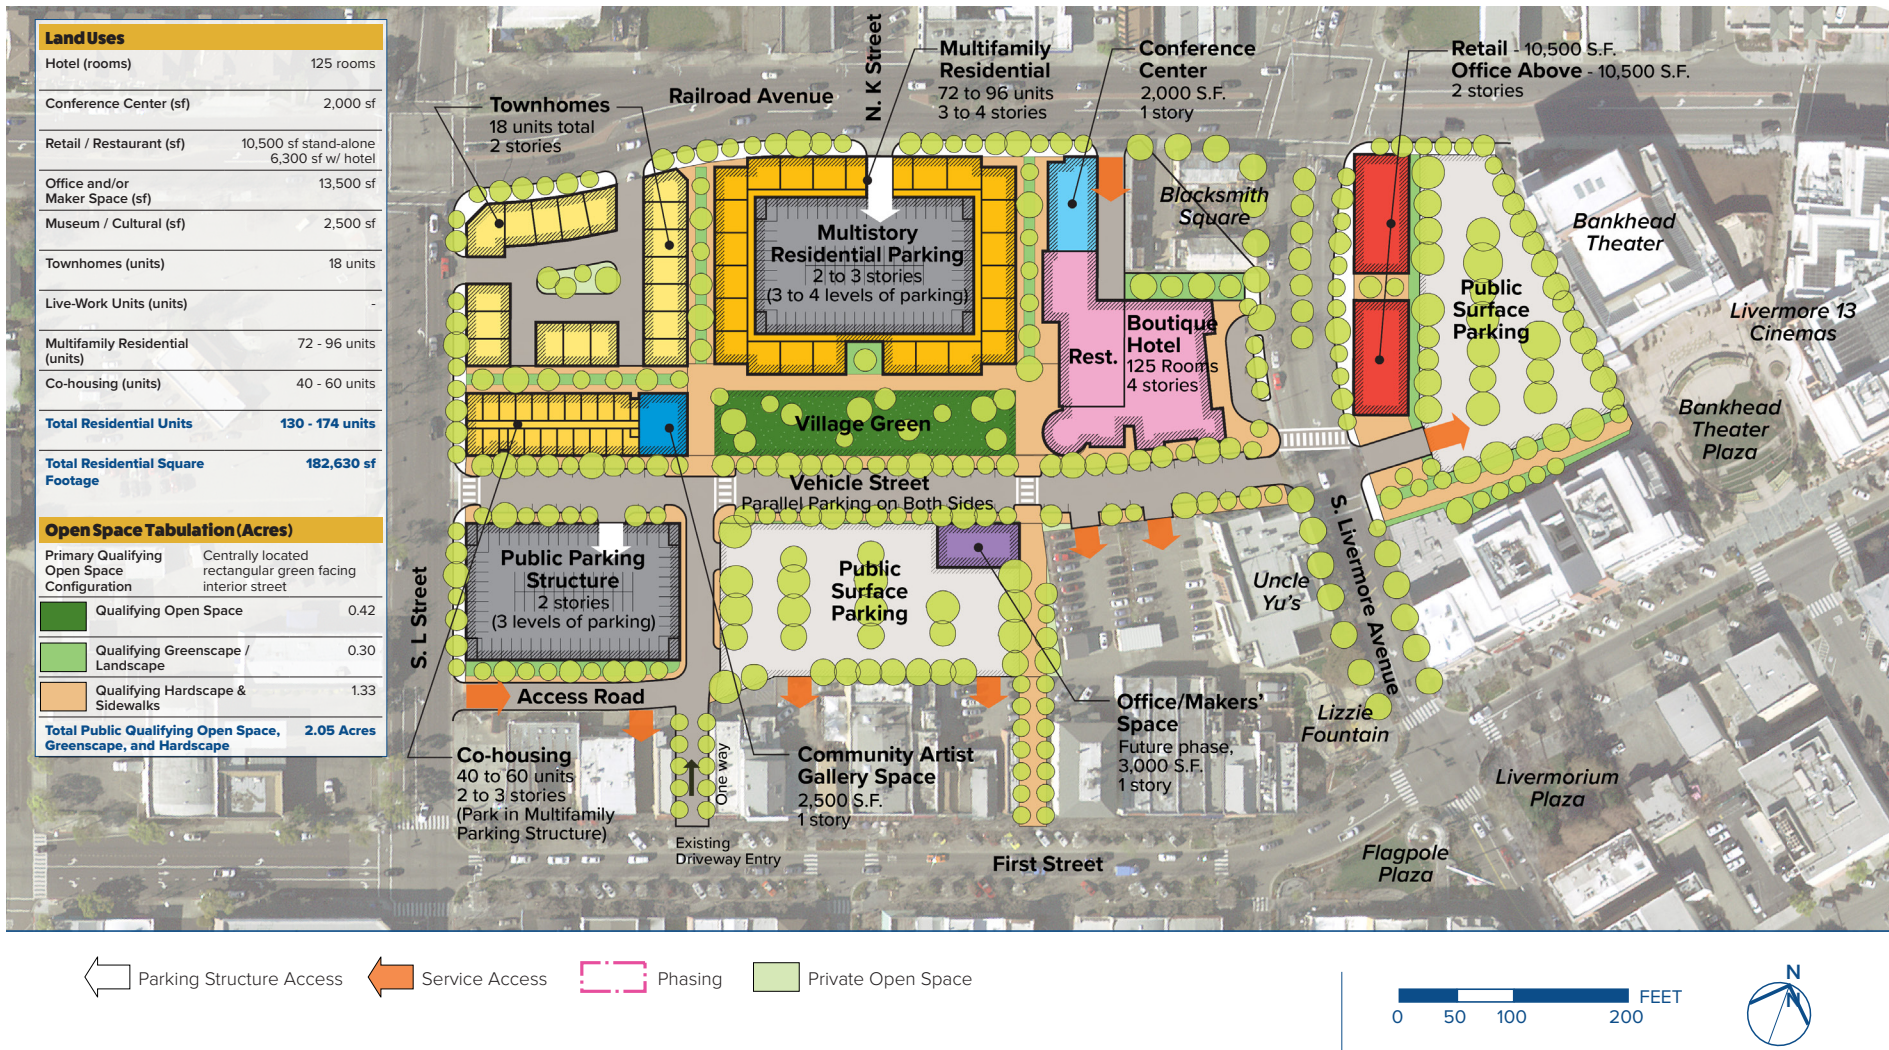 Land Uses
Hotel (rooms) 125 rooms
Conference Center (sf) 2,000 sf
Retail / Restaurant (sf) 10,500 sf stand-alone
6,300 sf w/ hotel
Office and/or
Maker Space (sf) 13,500 sf
Museum / Cultural (sf) 2,500 sf
Townhomes (units) 18 units
Live-Work Units (units) -
Multifamily Residential
(units) 72 - 96 units
Co-housing (units) 40 - 60 units
Total Residential Units 130 - 174 units
Total Residential Square
Footage 182,630 sf
Open Space Tabulation (Acres)
Primary Qualifying
Open Space
Configuration
Centrally located
rectangular green facing
interior street
Qualifying Open Space 0.42
Qualifying Greenscape /
Landscape 0.30
Qualifying Hardscape &
Sidewalks 1.33
Total Public Qualifying Open Space,
Greenscape, and Hardscape 2.05 Acres
Townhomes
18 units total
2 stories
Railroad Avenue
N. K Street
Multifamily
Residential
72 to 96 units
3 to 4 stories
Conference
Center
2,000 S.F.
1 story
Retail - 10,500 S.F.
Office Above - 10,500 S.F.
2 stories
Blacksmith
Square
Bankhead
Theater
Livermore 13
Cinemas
Bankhead
Theater
Plaza
Public
Surface
Parking
Multistory
Residential Parking
2 to 3 stories
(3 to 4 levels of parking)
Rest.
Boutique
Hotel
125 Rooms
4 stories
Village Green
Vehicle Street
Parallel Parking on Both Sides
S. L Street
Public Parking
Structure
2 stories
(3 levels of parking)
Public
Surface
Parking
Uncle
Yu's
S. Livermore Avenue
Access Road
Lizzie
Fountain
Livermorium
Plaza
Flagpole
Plaza
Co-housing
40 to 60 units
2 to 3 stories
(Park in Multifamily
Parking Structure)
One way
Existing
Driveway Entry
Community Artist
Gallery Space
2,500 S.F.
1 story
Office/Makers'
Space
Future phase,
3,000 S.F.
1 story
First Street
Parking Structure Access
Service Access
Phasing
Private Open Space
FEET
0 50 100 200
N
N